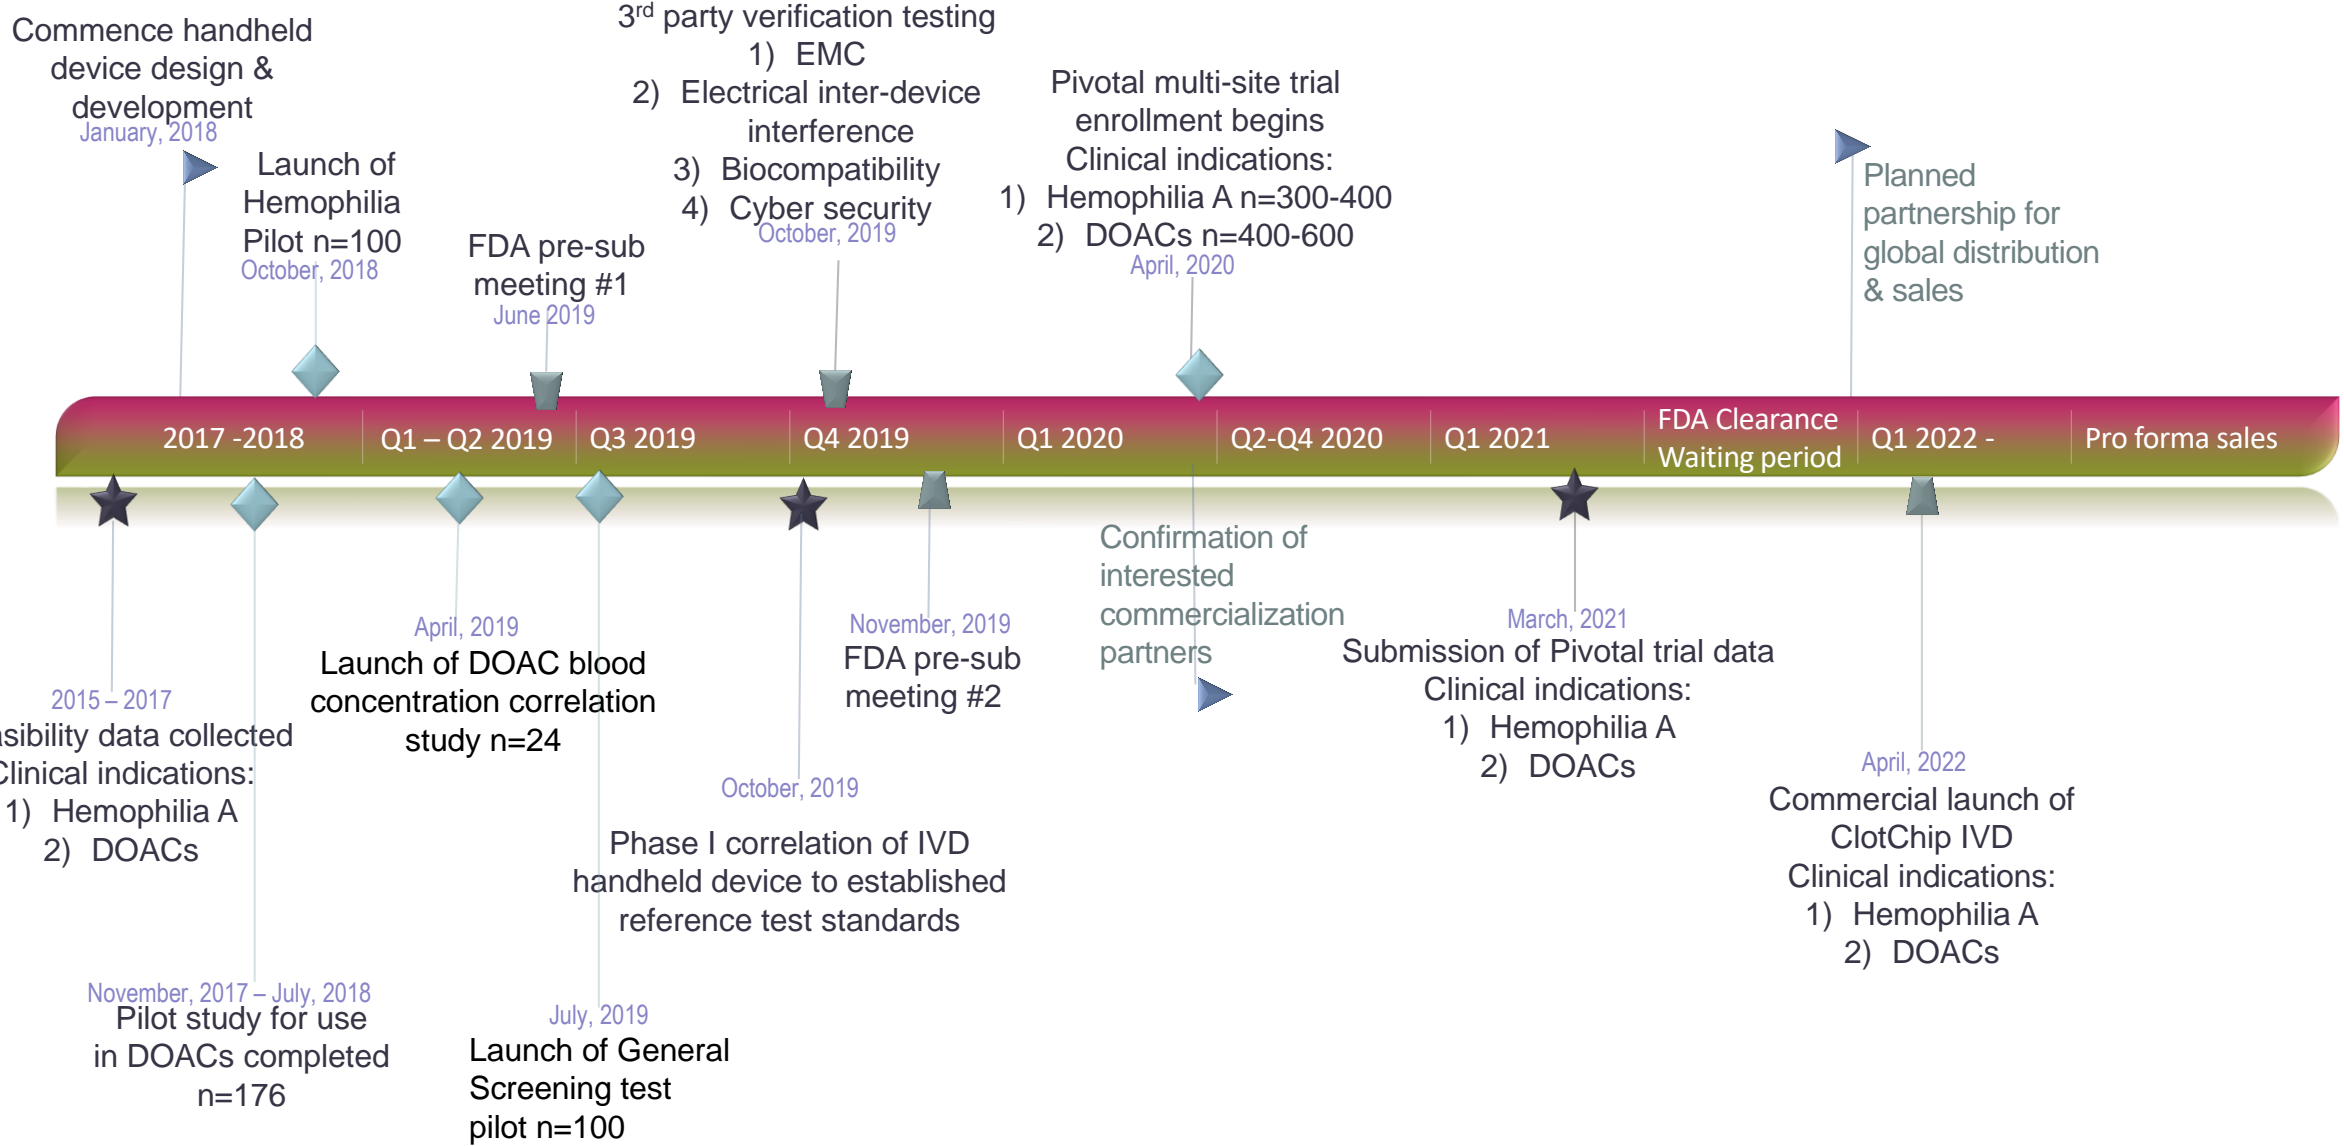 Commence handheld
device design &
development
January, 2018
Launch of
Hemophilia
Pilot n=100
October, 2018
FDA pre-sub
meeting #1
June 2019
3rd party verification testing
1) EMC
2) Electrical inter-device
interference
3) Biocompatibility
4) Cyber security
October, 2019
Pivotal multi-site trial
enrollment begins
Clinical indications:
1) Hemophilia A n=300-400
2) DOACs n=400-600
April, 2020
Planned
partnership for
global distribution
& sales
2017 -2018
Q1 – Q2 2019
Q3 2019
Q4 2019
Q1 2020
Q2-Q4 2020
Q1 2021
FDA Clearance
Waiting period
Q1 2022 -
Pro forma sales
2015 – 2017
data collected
Clinical indications:
1) Hemophilia A
2) DOACs
November, 2017 – July, 2018
Pilot study for use
in DOACs completed
n=176
April, 2019
Launch of DOAC blood
concentration correlation
study n=24
July, 2019
Launch of General
Screening test
pilot n=100
October, 2019
Phase I correlation of IVD
handheld device to established
reference test standards
November, 2019
FDA pre-sub
meeting #2
Confirmation of
interested
commercialization
partners
March, 2021
Submission of Pivotal trial data
Clinical indications:
1) Hemophilia A
2) DOACs
April, 2022
Commercial launch of
ClotChip IVD
Clinical indications:
1) Hemophilia A
2) DOACs